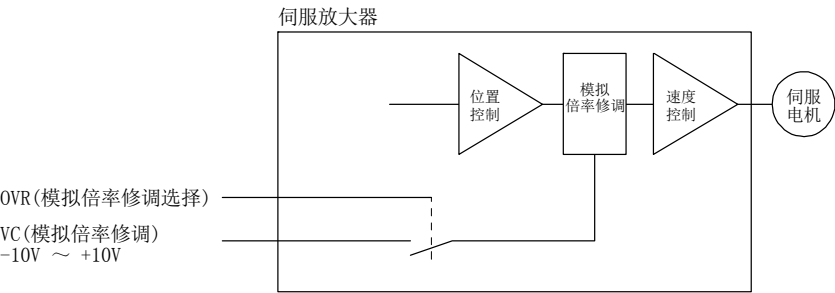 伺服放大器
位置
控制
模拟
倍率修调
速度
控制
伺服
电机
OVR(模拟倍率修调选择)
VC(模拟倍率修调)
-10V ～ +10V